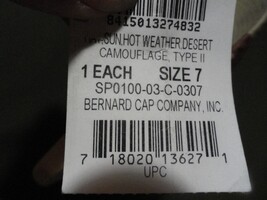 8415013274832
SUN,HOT WEATHER,DESERT
CAMOUFLAGE, TYPE II
1 EACH SIZE 7
SP0100-03-C-0307
BERNARD CAP COMPANY, INC.
7 18020 13627 1
UPC